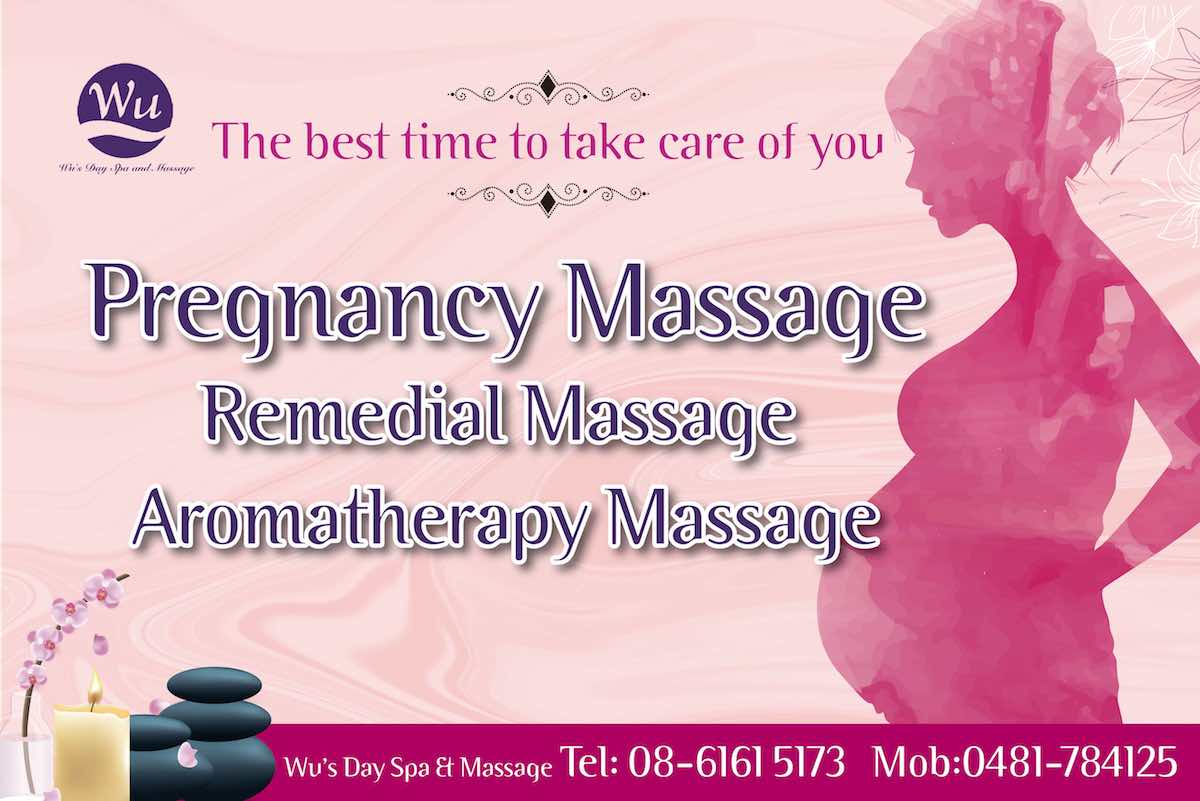 Wu
Wu's Day Spa and Massage
The best time to take care of you
Pregnancy Massage
Remedial Massage
Aromatherapy Massage
Wu's Day Spa & Massage Tel: 08-6161 5173 Mob:0481-784125